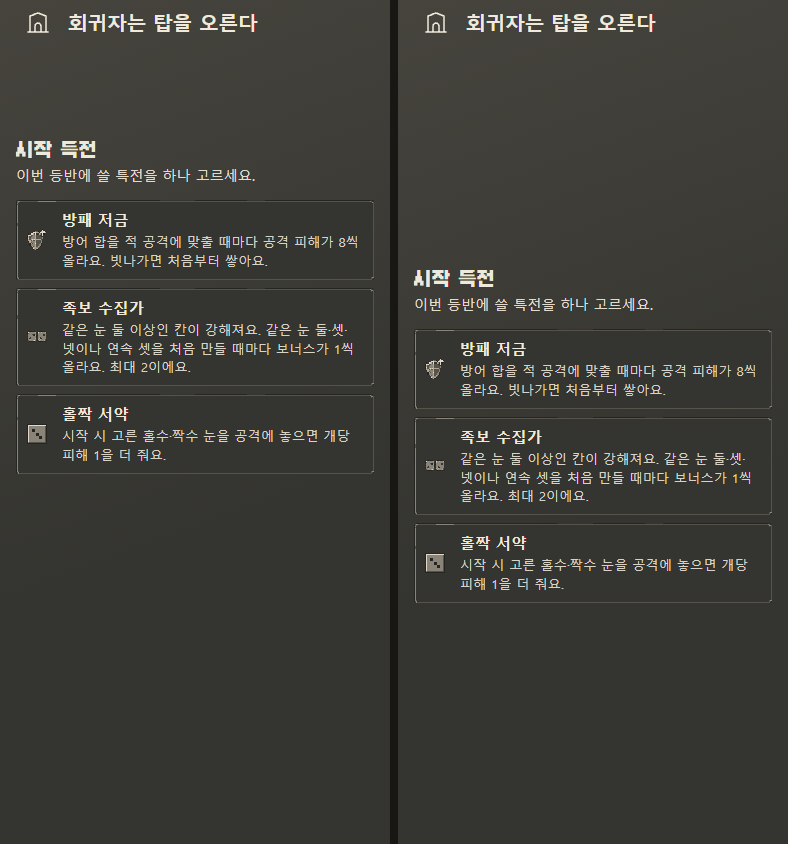 회귀자는 탑을 오른다
시작 특전
이번 등반에 쓸 특전을 하나 고르세요.
방패 저금
방어 합을 적 공격에 맞출 때마다 공격 피해가 8씩
올라요. 빗나가면 처음부터 쌓아요.
족보 수집가
같은 눈 둘 이상인 칸이 강해져요. 같은 눈 둘·셋·
넷이나 연속 셋을 처음 만들 때마다 보너스가 1씩
올라요. 최대 2이에요.
홀짝 서약
시작 시 고른 홀수·짝수 눈을 공격에 놓으면 개당
피해 1을 더 줘요.
회귀자는 탑을 오른다
시작 특전
이번 등반에 쓸 특전을 하나 고르세요.
방패 저금
방어 합을 적 공격에 맞출 때마다 공격 피해가 8씩
올라요. 빗나가면 처음부터 쌓아요.
족보 수집가
같은 눈 둘 이상인 칸이 강해져요. 같은 눈 둘·셋·
넷이나 연속 셋을 처음 만들 때마다 보너스가 1씩
올라요. 최대 2이에요.
홀짝 서약
시작 시 고른 홀수·짝수 눈을 공격에 놓으면 개당
피해 1을 더 줘요.